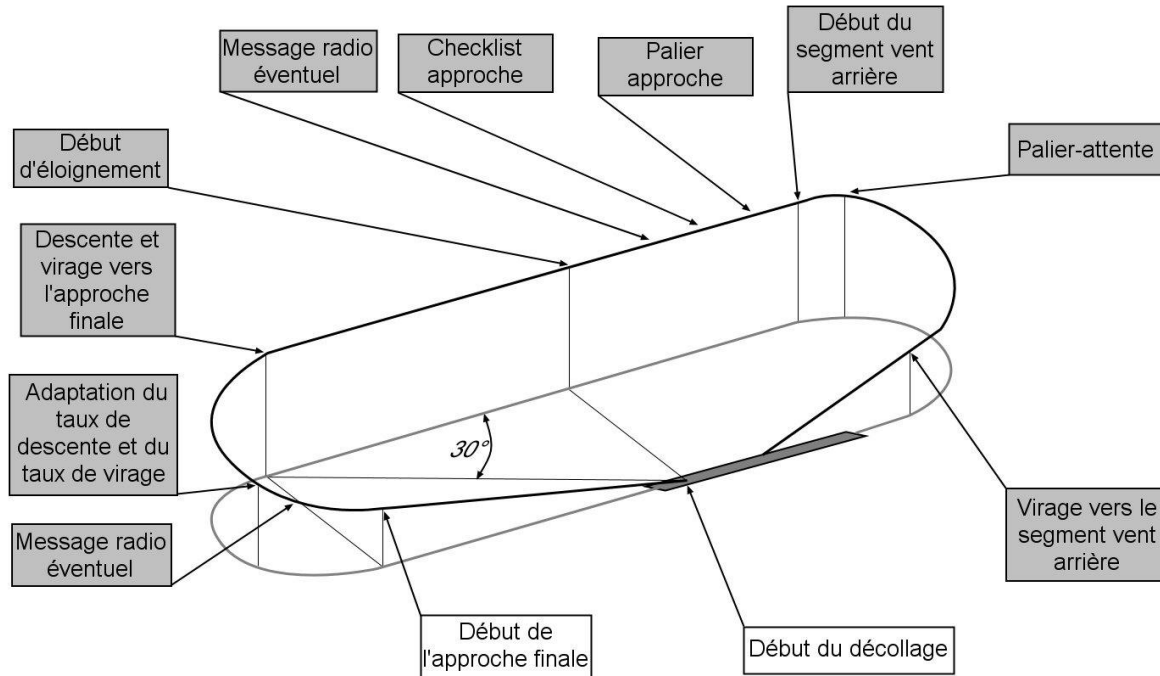 Début du
segment vent
arrière
Message radio
éventuel
Checklist
approche
Palier
approche
Palier-attente
Début
d'éloignement
Descente et
virage vers
l'approche
finale
Adaptation du
taux de
descente et du
taux de virage
30°
Message radio
éventuel
Virage vers le
segment vent
arrière
Début de
l'approche finale
Début du décollage